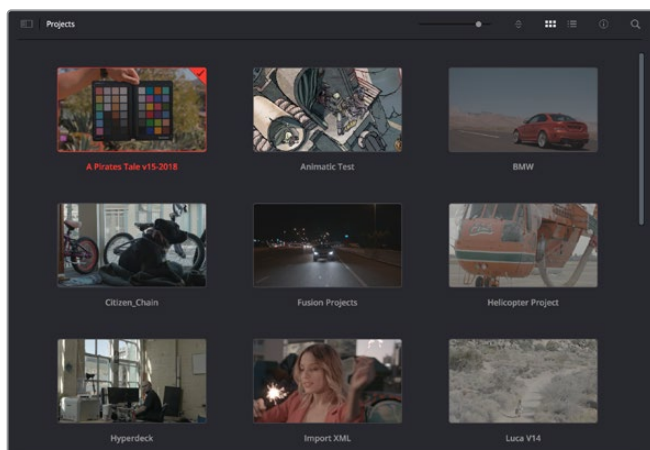 Projects
A Pirates Tale v15-2018
Animatic Test
BMW
Citizen_Chain
Fusion Projects
Helicopter Project
Hyperdeck
Import XML
Luca V14